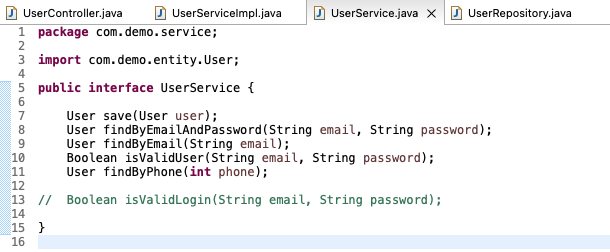 UserController.java UserServiceImpl.java UserService.java UserRepository.java
1 package com.demo.service;
2
3 import com.demo.entity.User;
4
5 public interface UserService {
6
7 User save(User user);
8 User findByEmailAndPassword(String email, String password);
9 User findByEmail(String email);
10 Boolean isValidUser(String email, String password);
11 User findByPhone(int phone);
12
13 // Boolean isValidLogin(String email, String password);
14
15 }
16